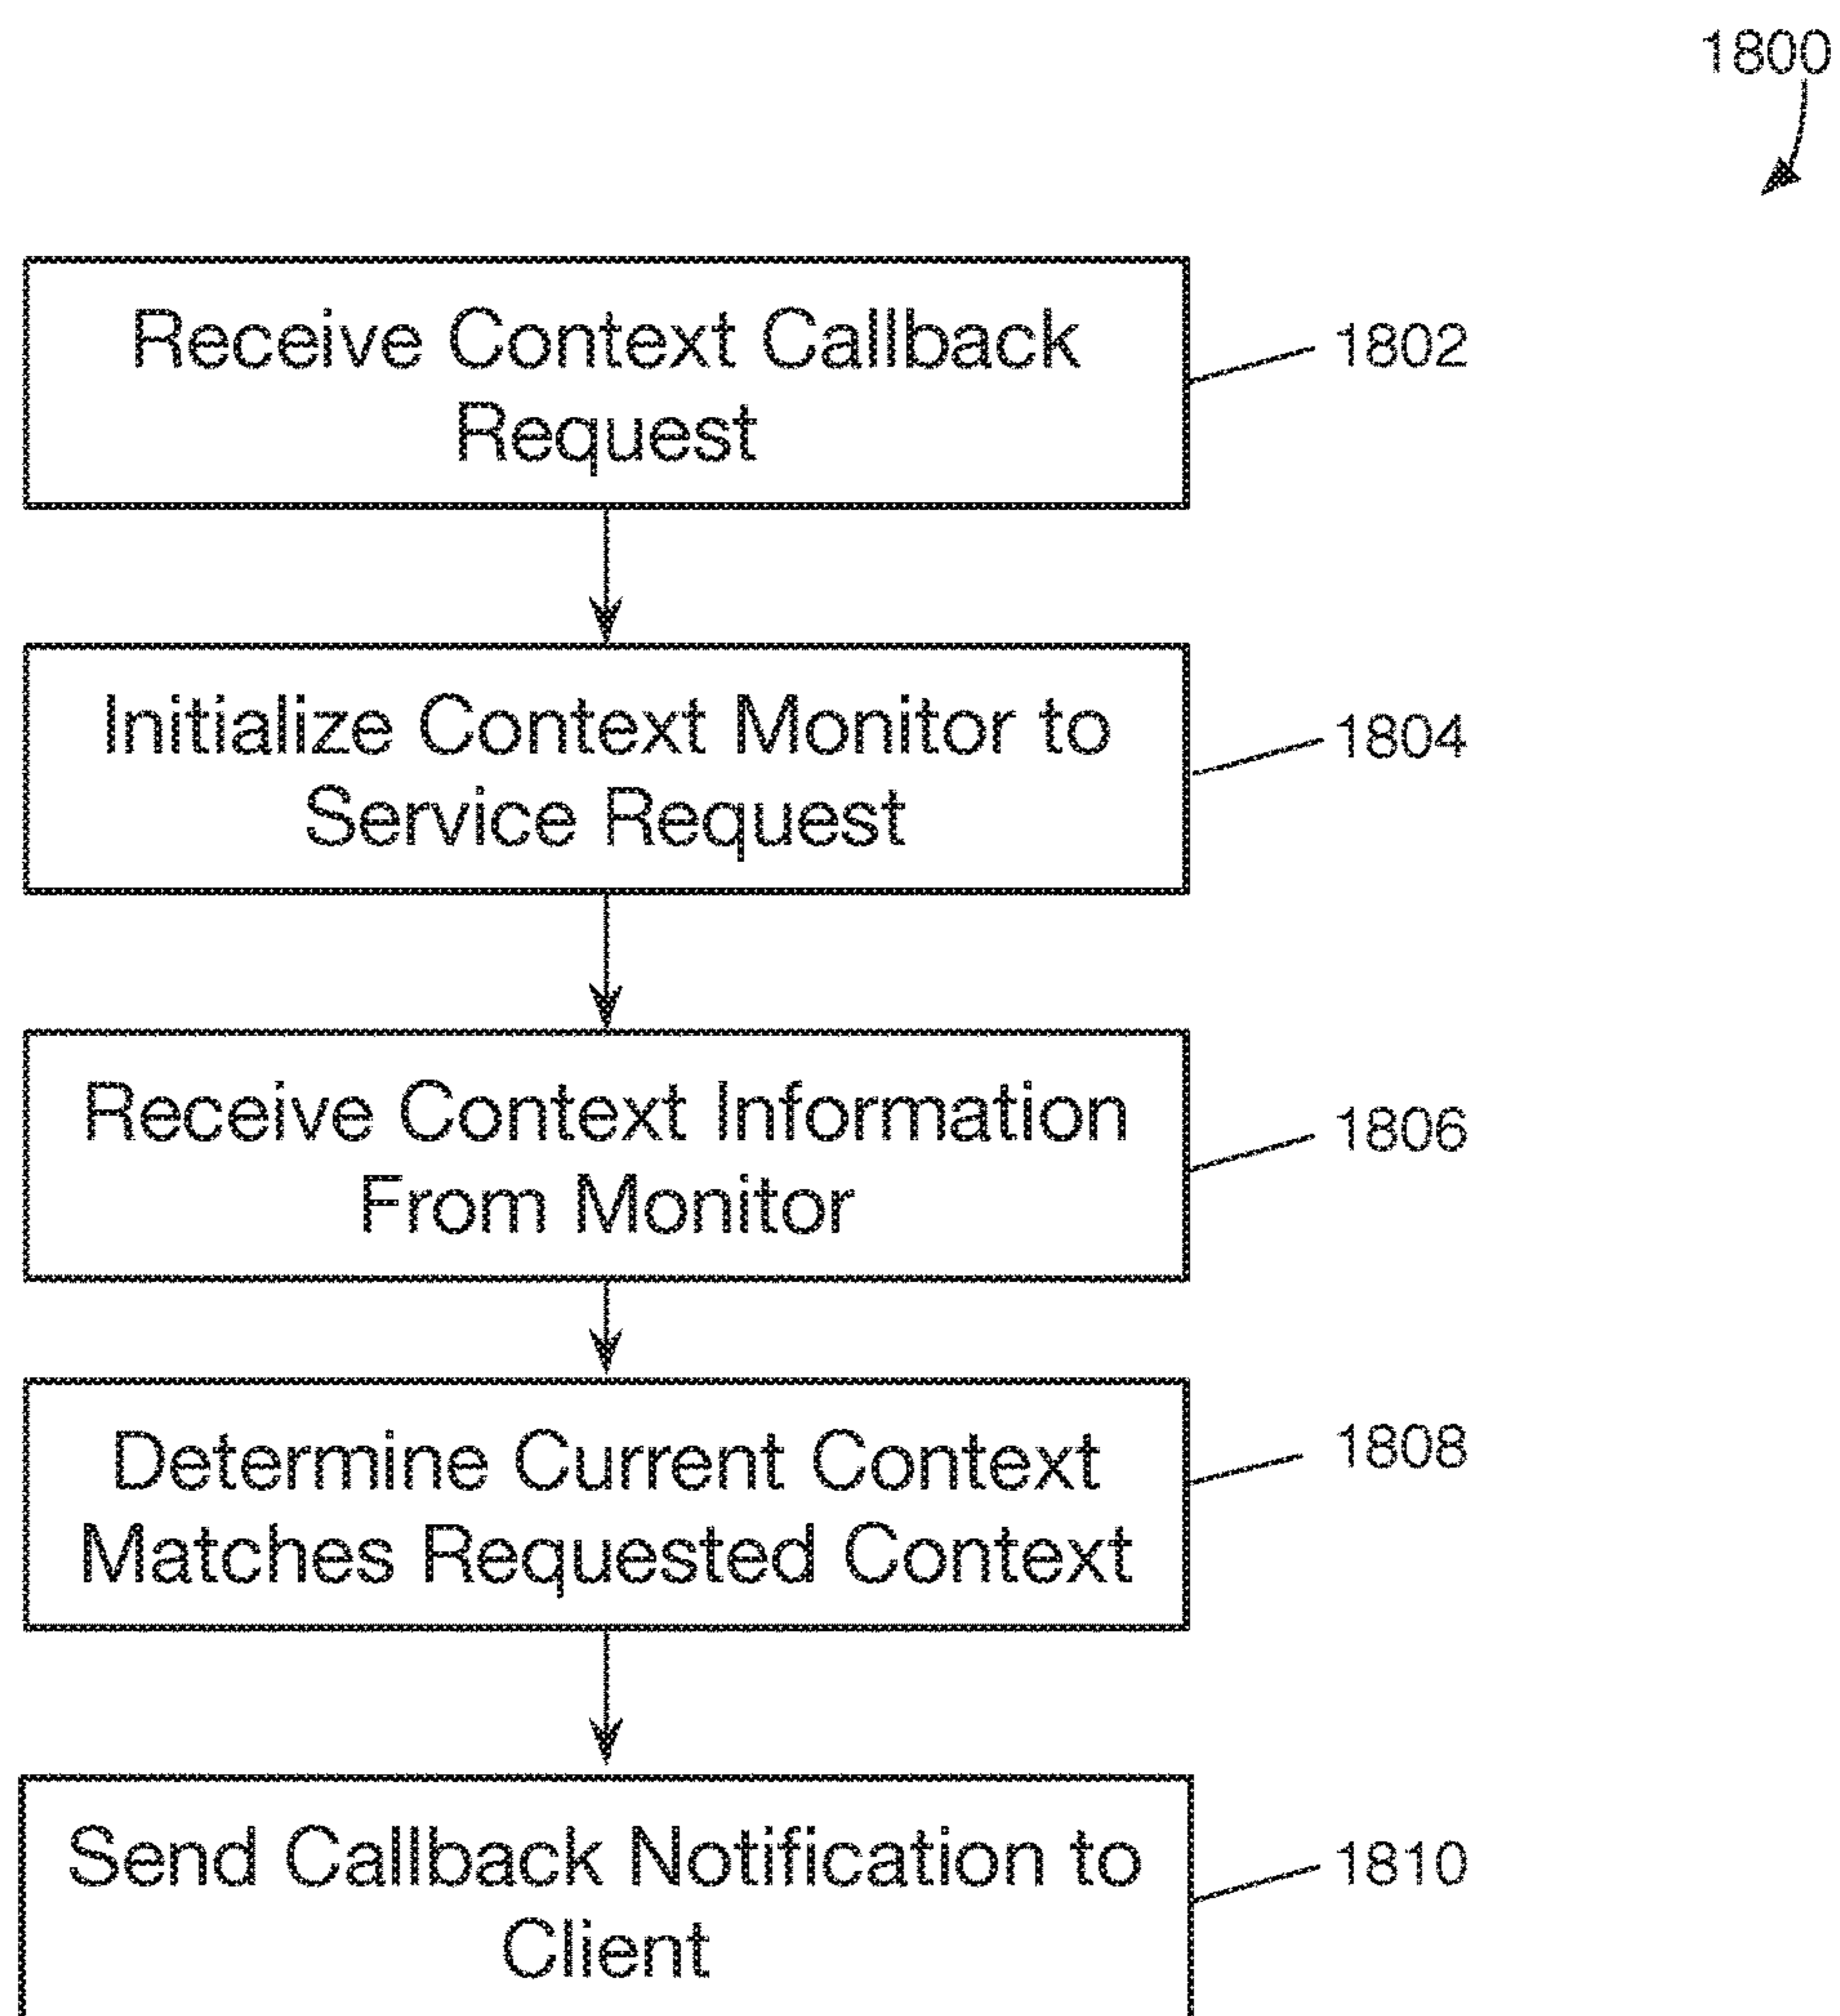 1800
Receive Context Callback
Request
1802
Initialize Context Monitor to
Service Request
1804
Receive Context Information
From Monitor
1806
Determine Current Context
Matches Requested Context
1808
Send Callback Notification to
Client
1810